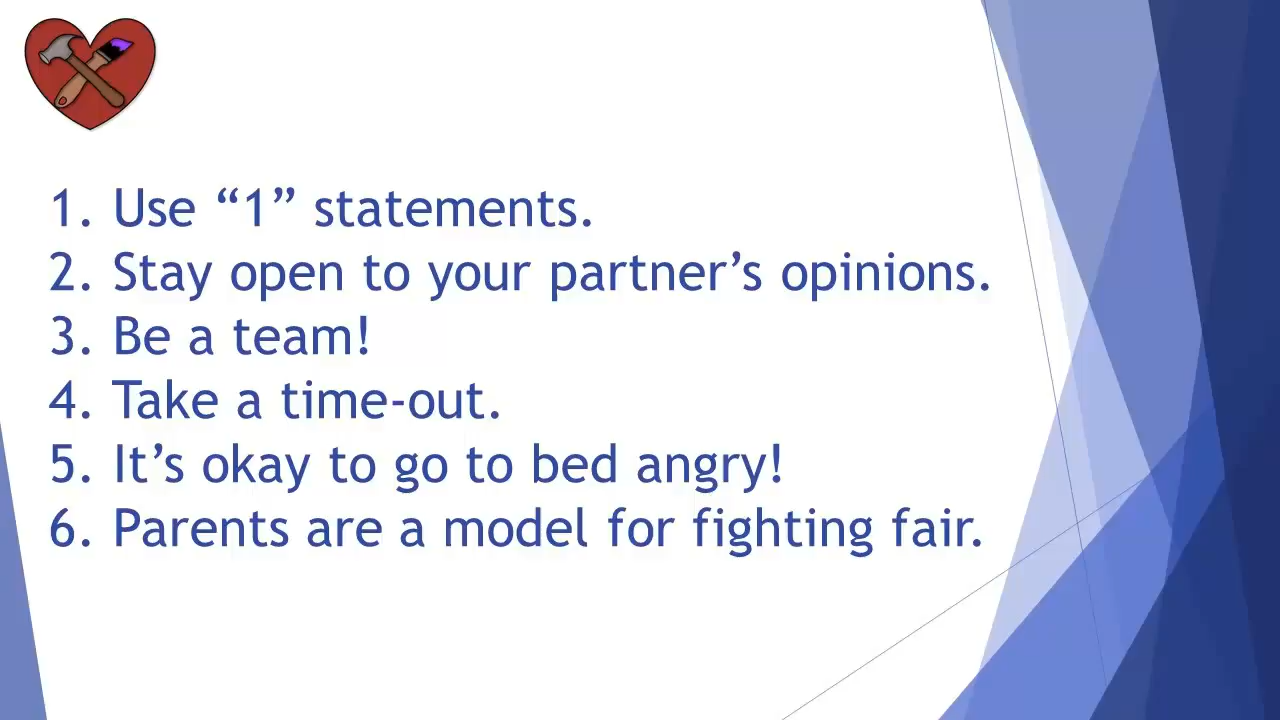 1. Use “1” statements.
2. Stay open to your partner’s opinions.
3. Be a team!
4. Take a time-out.
5. It’s okay to go to bed angry!
6. Parents are a model for fighting fair.